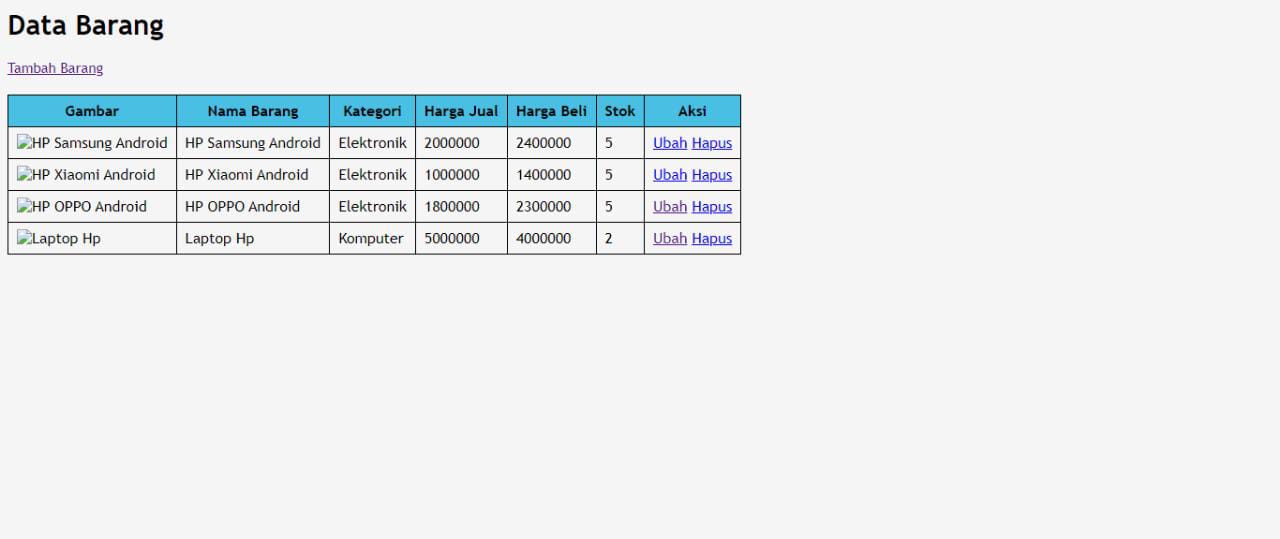 Data Barang
Tambah Barang
Gambar Nama Barang Kategori Harga Jual Harga Beli Stok Aksi
HP Samsung Android HP Samsung Android Elektronik 2000000 2400000 5 Ubah Hapus
HP Xiaomi Android HP Xiaomi Android Elektronik 1000000 1400000 5 Ubah Hapus
HP OPPO Android HP OPPO Android Elektronik 1800000 2300000 5 Ubah Hapus
Laptop Hp Laptop Hp Komputer 5000000 4000000 2 Ubah Hapus